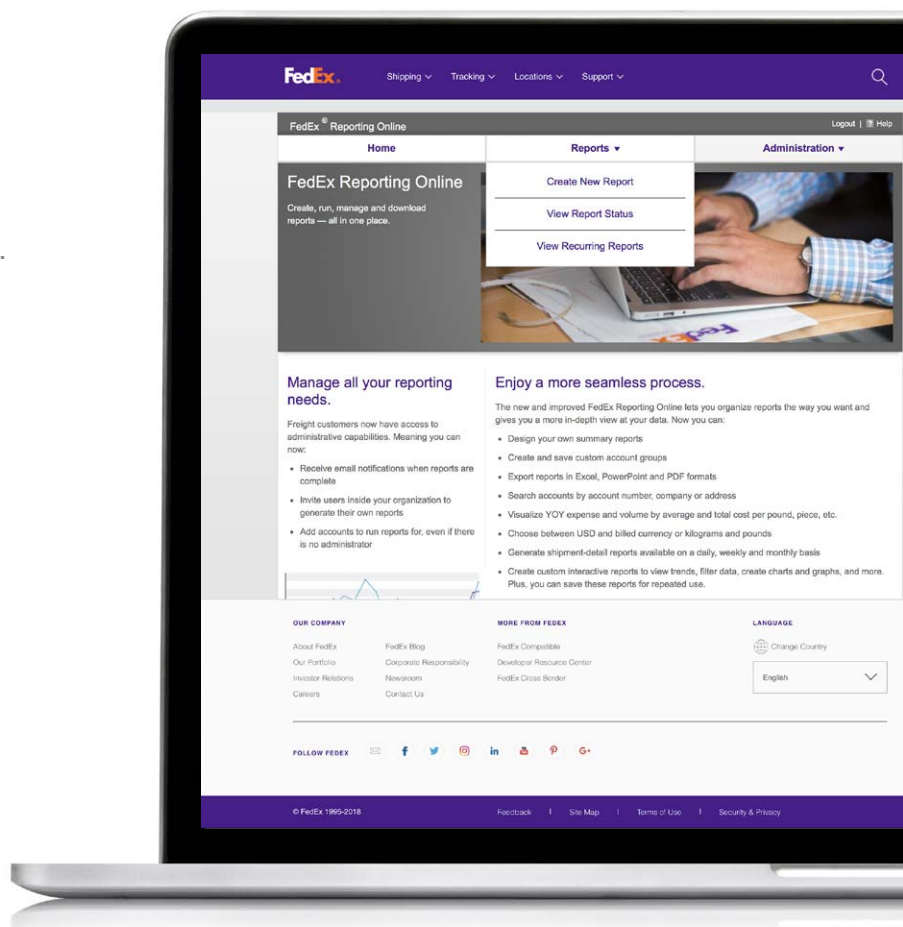 FedEx.
Shipping Tracking Locations Support
FedEx® Reporting Online
Logout | Help
Home
Reports
Administration
Create New Report
View Report Status
View Recurring Reports
FedEx Reporting Online
Create, run, manage and download
reports — all in one place.
FedEx
Manage all your reporting
needs.
Freight customers now have access to
administrative capabilities. Meaning you can
now:
• Receive email notifications when reports are
complete
• Invite users inside your organization to
generate their own reports
• Add accounts to run reports for, even if there
is no administrator
Enjoy a more seamless process.
The new and improved FedEx Reporting Online lets you organize reports the way you want and
gives you a more in-depth view at your data. Now you can:
• Design your own summary reports
• Create and save custom account groups
• Export reports in Excel, PowerPoint and PDF formats
• Search accounts by account number, company or address
• Visualize YOY expense and volume by average and total cost per pound, piece, etc.
• Choose between USD and billed currency or kilograms and pounds
• Generate shipment-detail reports available on a daily, weekly and monthly basis
• Create custom interactive reports to view trends, filter data, create charts and graphs, and more.
Plus, you can save these reports for repeated use.
OUR COMPANY
About FedEx
Our Portfolio
Investor Relations
Careers
FedEx Blog
Corporate Responsibility
Newsroom
Contact Us
MORE FROM FEDEX
FedEx Compatible
Developer Resource Center
FedEx Cross Border
LANGUAGE
Change Country
English
FOLLOW FEDEX
© FedEx 1995-2018
Feedback | Site Map | Terms of Use | Security & Privacy